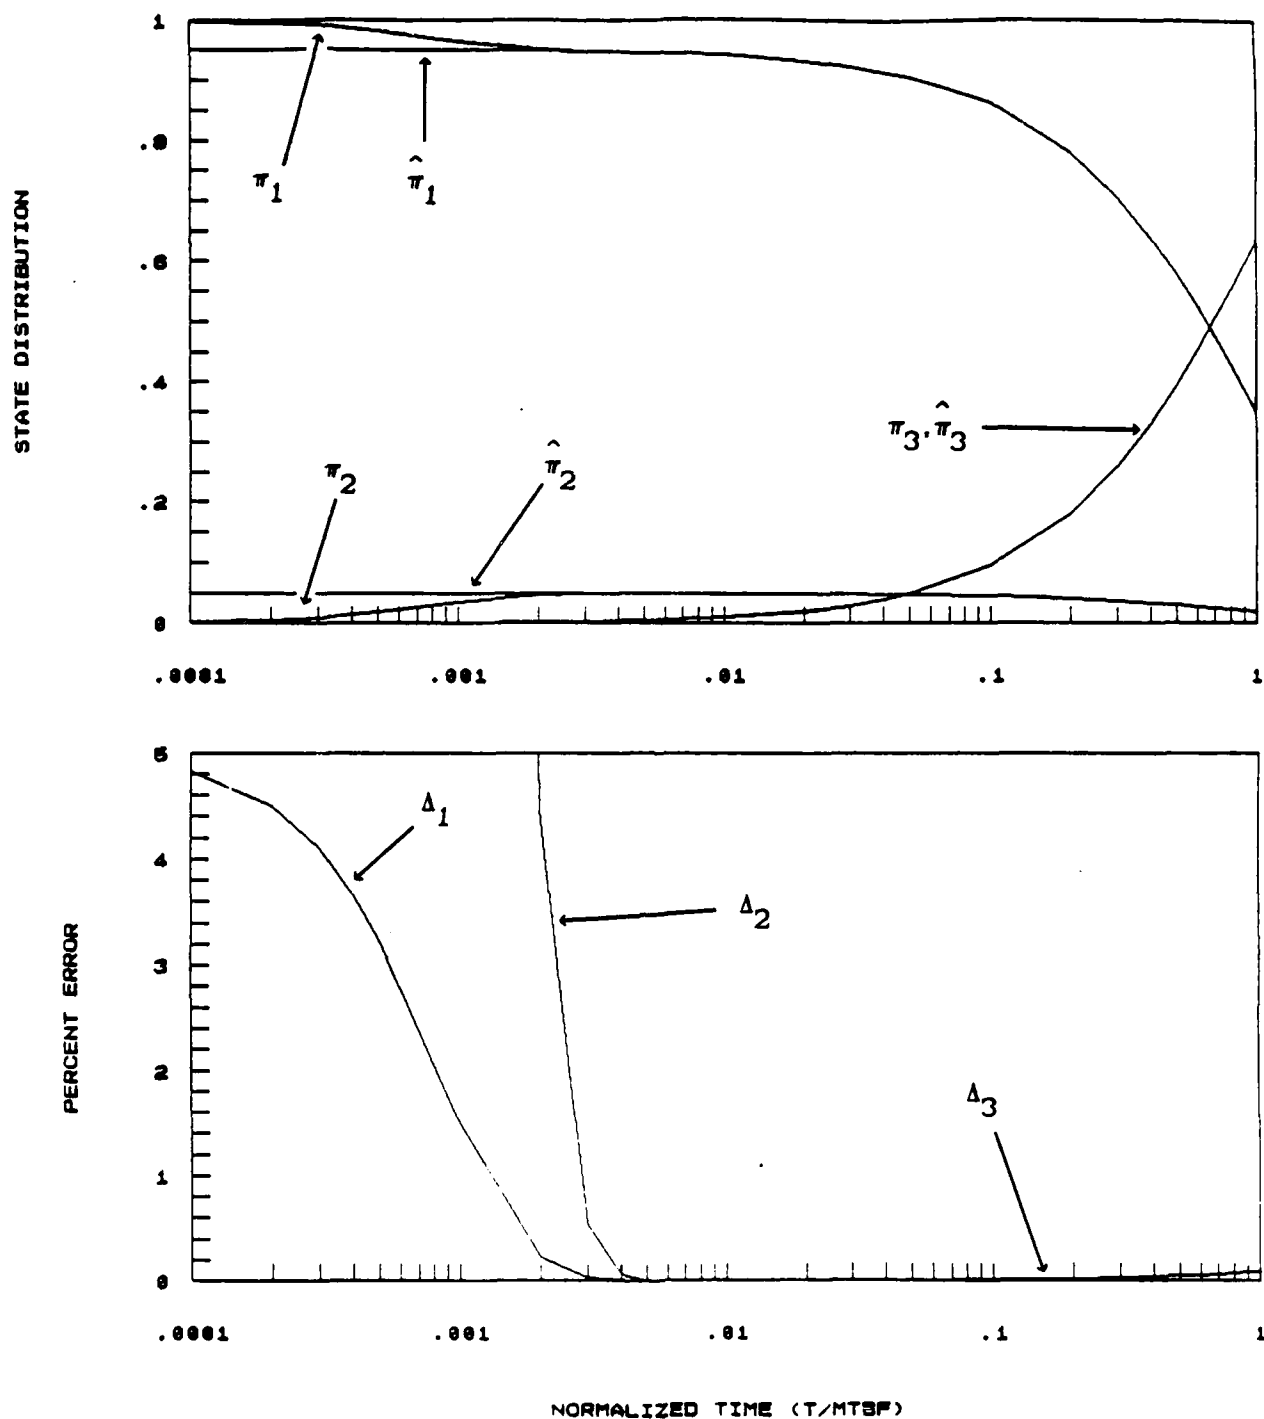 STATE DISTRIBUTION
1
.8
.6
.4
.2
0
π1
π̂1
π2
π̂2
π3, π̂3
.0001
.001
.01
.1
1
PERCENT ERROR
5
4
3
2
1
0
Δ1
Δ2
Δ3
.0001
.001
.01
.1
1
NORMALIZED TIME (T/MTBF)